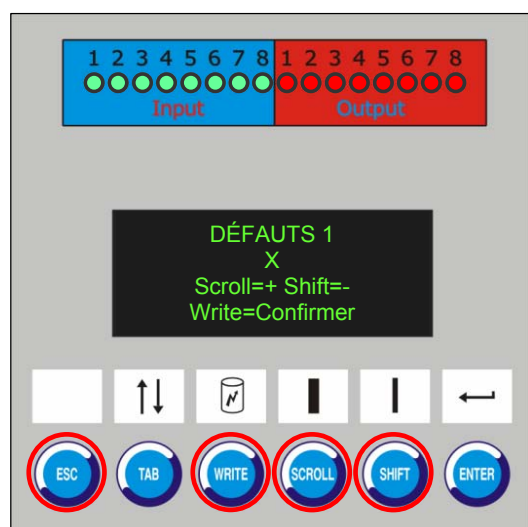 1 2 3 4 5 6 7 8 1 2 3 4 5 6 7 8
Input Output
DÉFAUTS 1
X
Scroll=+ Shift=-
Write=Confirmer
ESC TAB WRITE SCROLL SHIFT ENTER